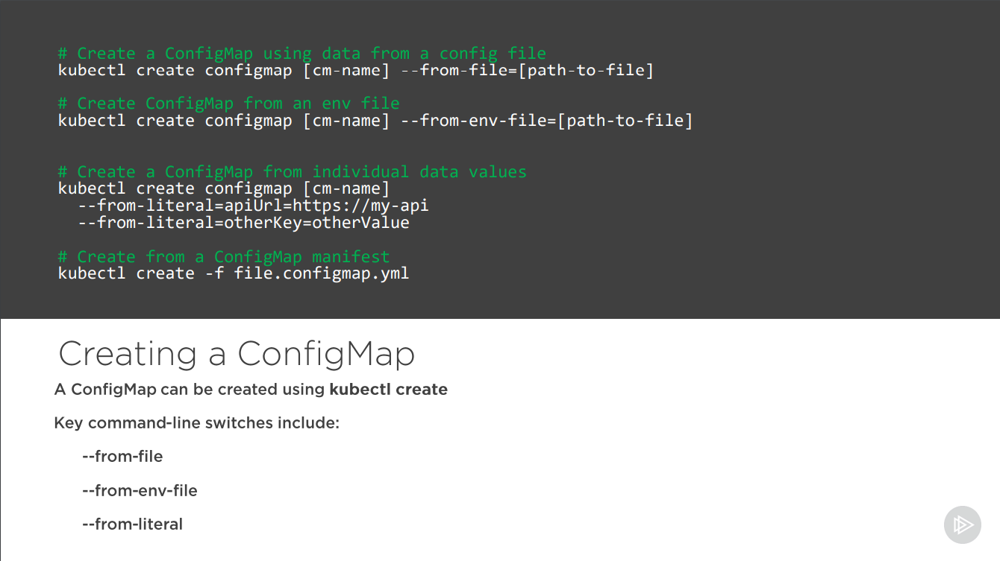 # Create a ConfigMap using data from a config file
kubectl create configmap [cm-name] --from-file=[path-to-file]
# Create ConfigMap from an env file
kubectl create configmap [cm-name] --from-env-file=[path-to-file]
# Create a ConfigMap from individual data values
kubectl create configmap [cm-name]
--from-literal=apiUrl=https://my-api
--from-literal=otherKey=otherValue
# Create from a ConfigMap manifest
kubectl create -f file.configmap.yml
Creating a ConfigMap
A ConfigMap can be created using kubectl create
Key command-line switches include:
--from-file
--from-env-file
--from-literal